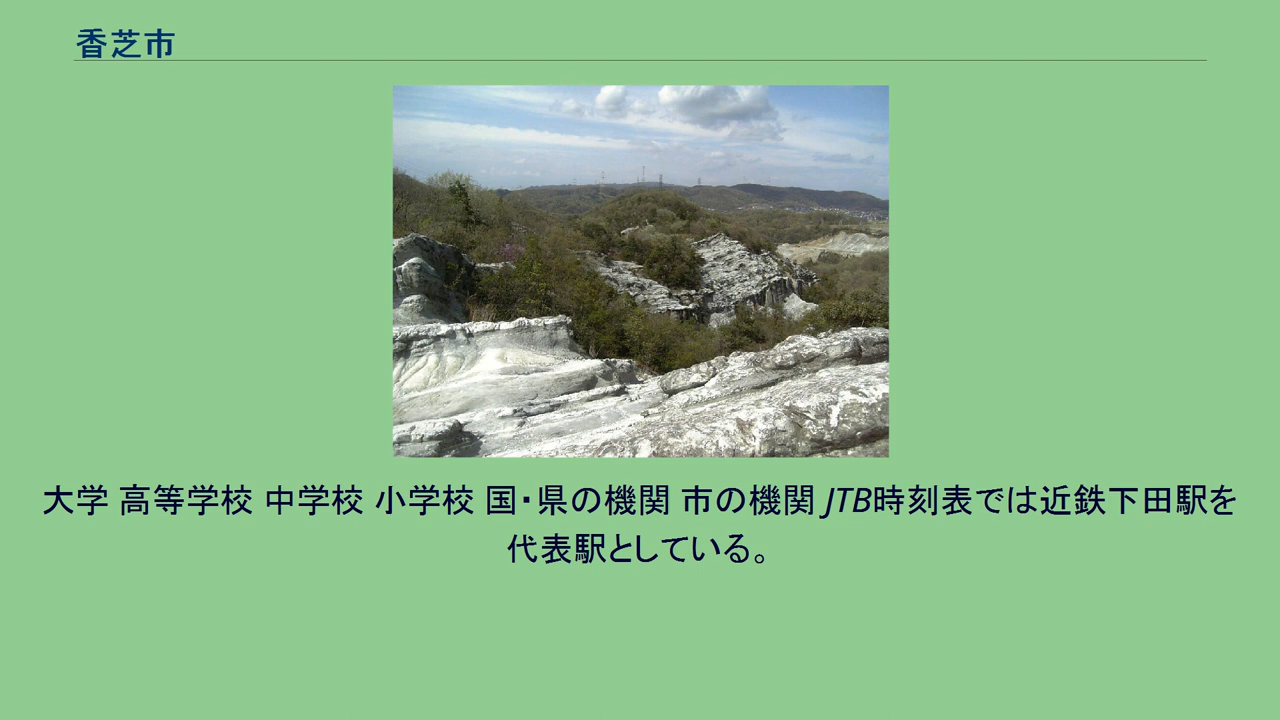 香芝市
大学 高等学校 中学校 小学校 国・県の機関 市の機関 JTB時刻表では近鉄下田駅を
代表駅としている。